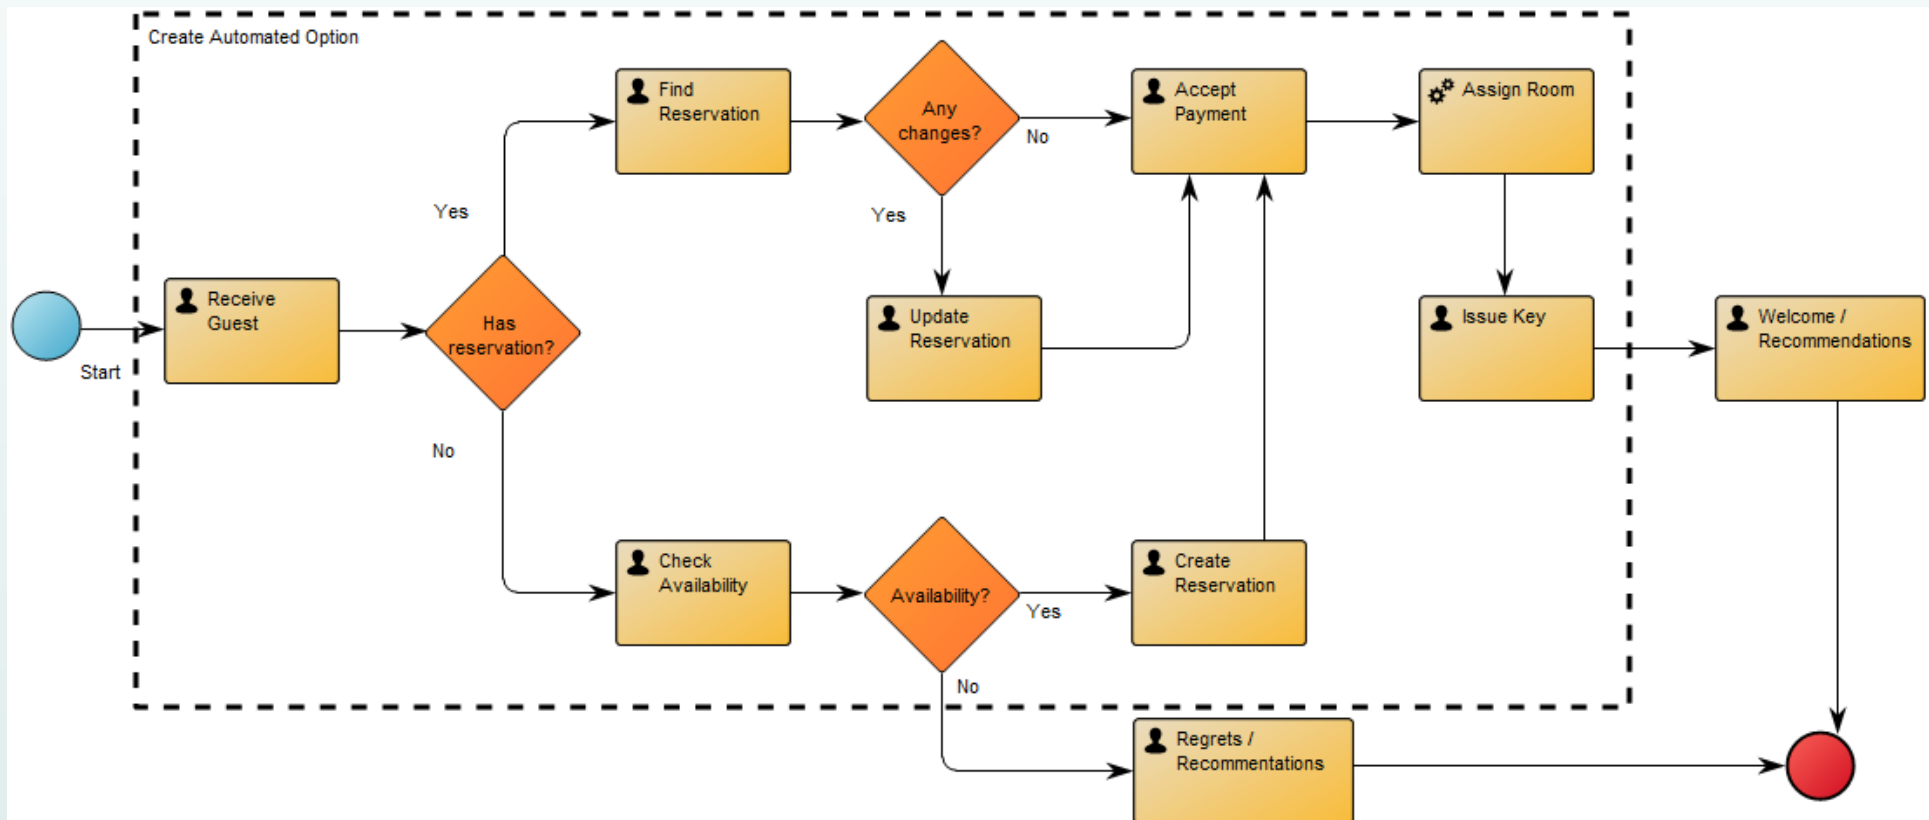 Create Automated Option
Find
Reservation
Any
changes?
No
Accept
Payment
Assign Room
Yes
Yes
Start
Receive
Guest
Has
reservation?
Update
Reservation
Issue Key
Welcome /
Recommendations
No
Check
Availability
Availability?
Yes
Create
Reservation
No
Regrets /
Recommentations